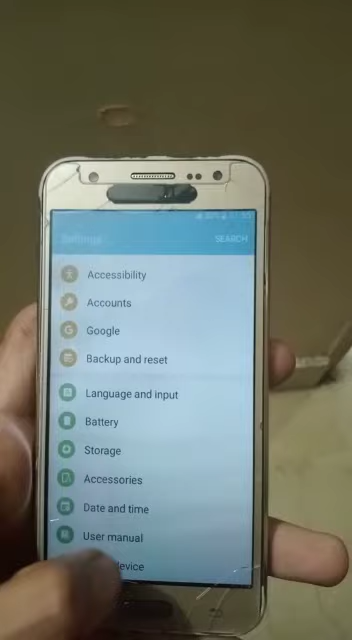 Settings
SEARCH
Accessibility
Accounts
Google
Backup and reset
Language and input
Battery
Storage
Accessories
Date and time
User manual
device